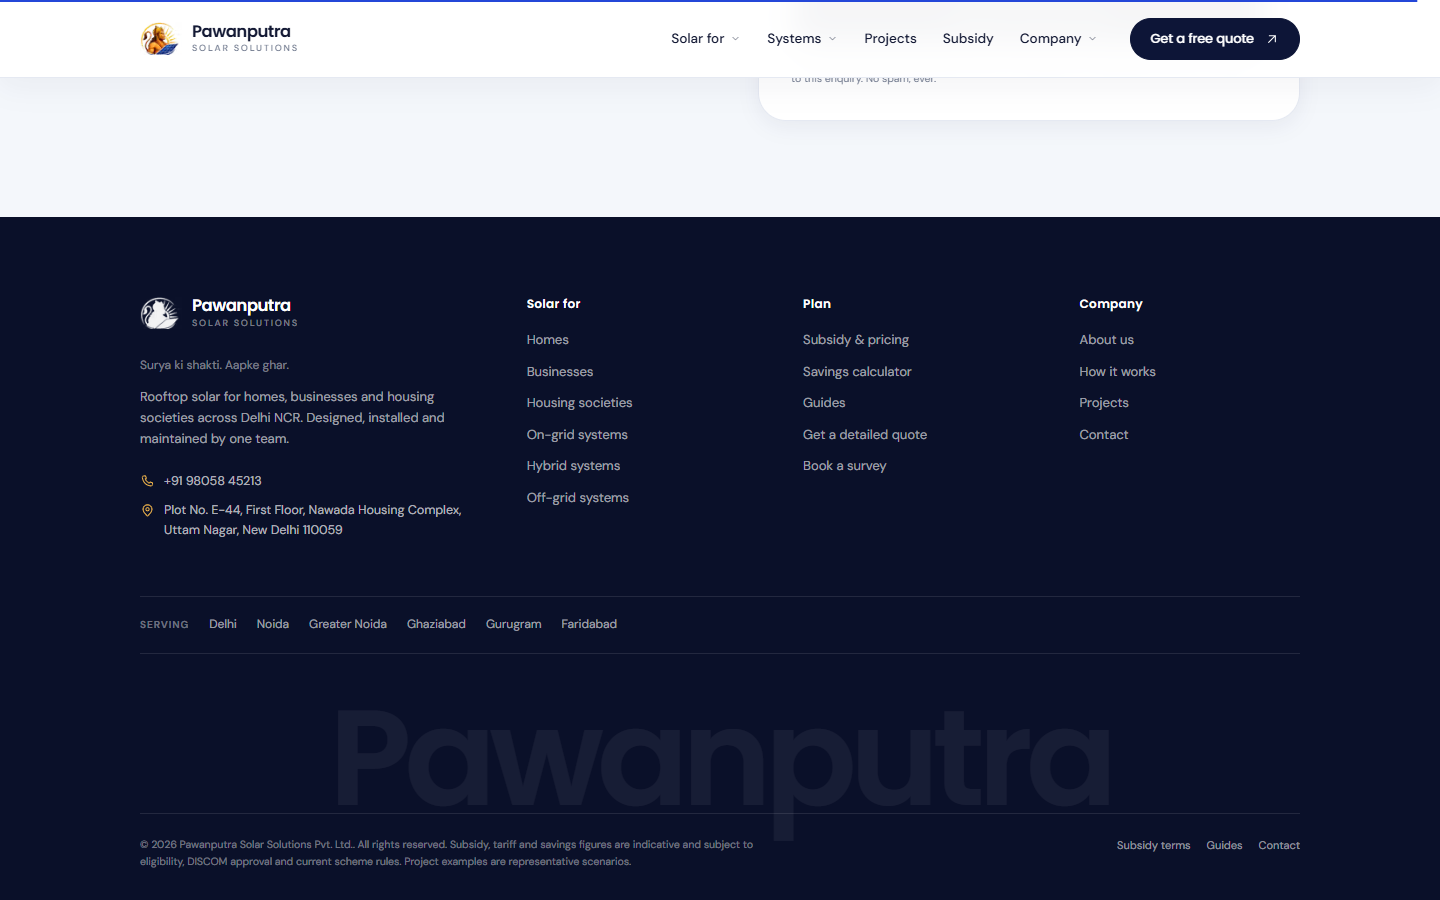 Pawanputra
SOLAR SOLUTIONS
Solar for
Systems
Projects
Subsidy
Company
Get a free quote
to this enquiry. No spam, ever.
Pawanputra
SOLAR SOLUTIONS
Surya ki shakti. Aapke ghar.
Rooftop solar for homes, businesses and housing
societies across Delhi NCR. Designed, installed and
maintained by one team.
+91 98058 45213
Plot No. E-44, First Floor, Nawada Housing Complex,
Uttam Nagar, New Delhi 110059
Solar for
Homes
Businesses
Housing societies
On-grid systems
Hybrid systems
Off-grid systems
Plan
Subsidy & pricing
Savings calculator
Guides
Get a detailed quote
Book a survey
Company
About us
How it works
Projects
Contact
SERVING Delhi Noida Greater Noida Ghaziabad Gurugram Faridabad
Pawanputra
© 2026 Pawanputra Solar Solutions Pvt. Ltd.. All rights reserved. Subsidy, tariff and savings figures are indicative and subject to
eligibility, DISCOM approval and current scheme rules. Project examples are representative scenarios.
Subsidy terms Guides Contact